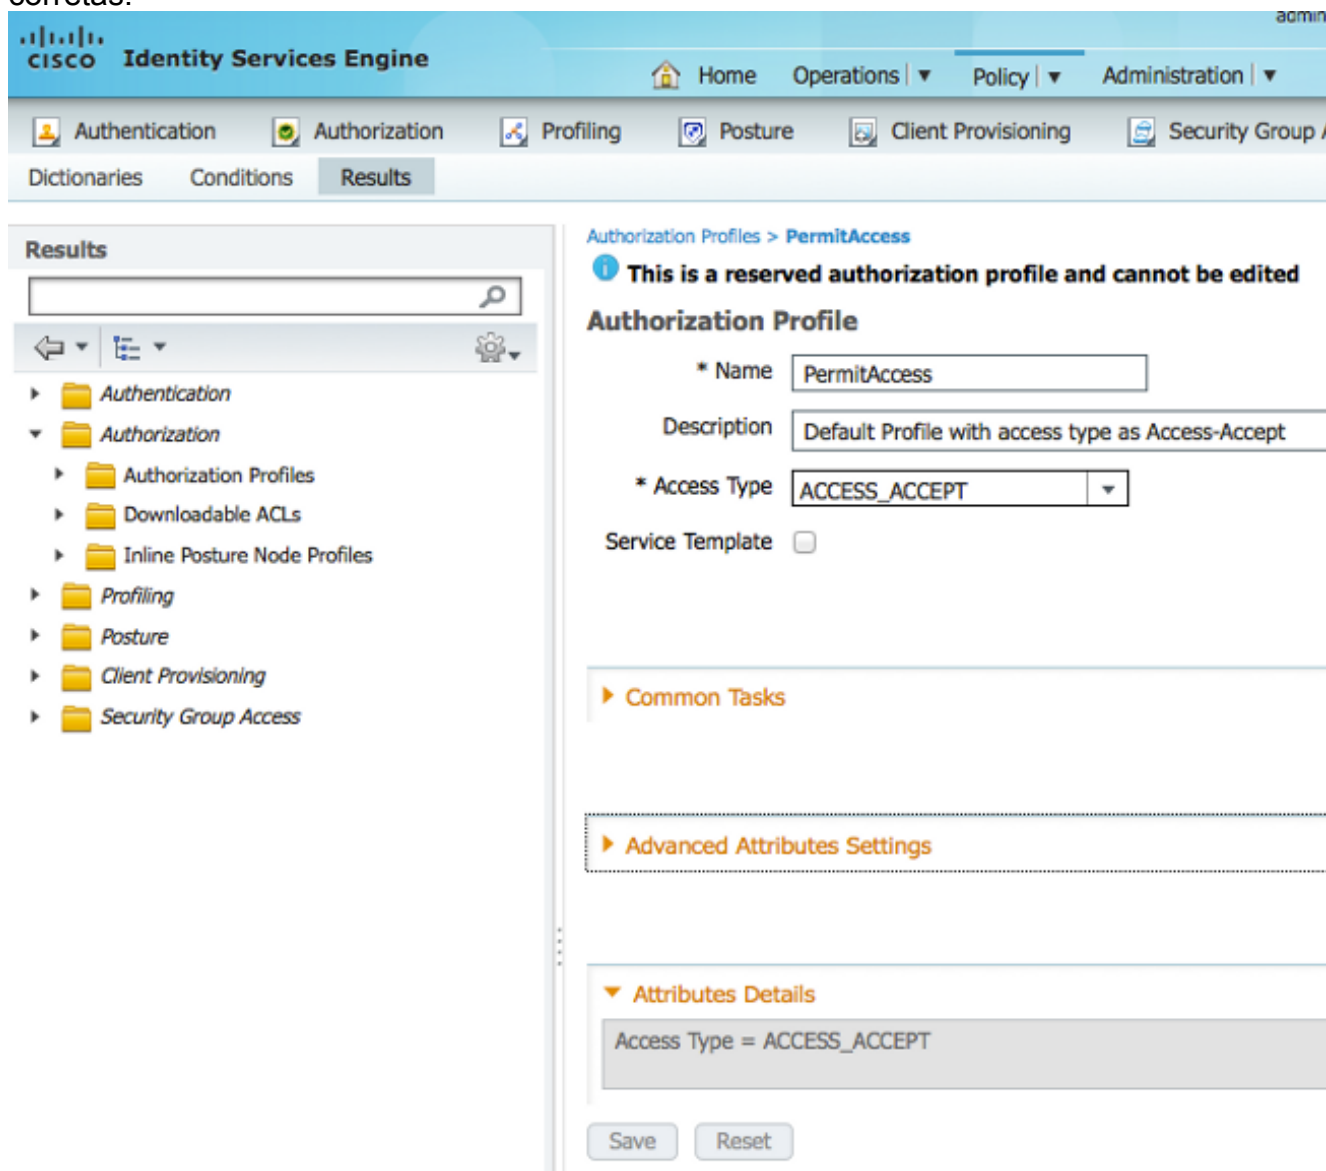 corretas.
admin
CISCO Identity Services Engine
Home Operations Policy Administration
Authentication Authorization Profiling Posture Client Provisioning Security Group A
Dictionaries Conditions Results
Results
Authorization Profiles > PermitAccess
This is a reserved authorization profile and cannot be edited
Authorization Profile
* Name PermitAccess
Description Default Profile with access type as Access-Accept
* Access Type ACCESS_ACCEPT
Service Template
Authentication
Authorization
Authorization Profiles
Downloadable ACLs
Inline Posture Node Profiles
Profiling
Posture
Client Provisioning
Security Group Access
Common Tasks
Advanced Attributes Settings
Attributes Details
Access Type = ACCESS_ACCEPT
Save Reset